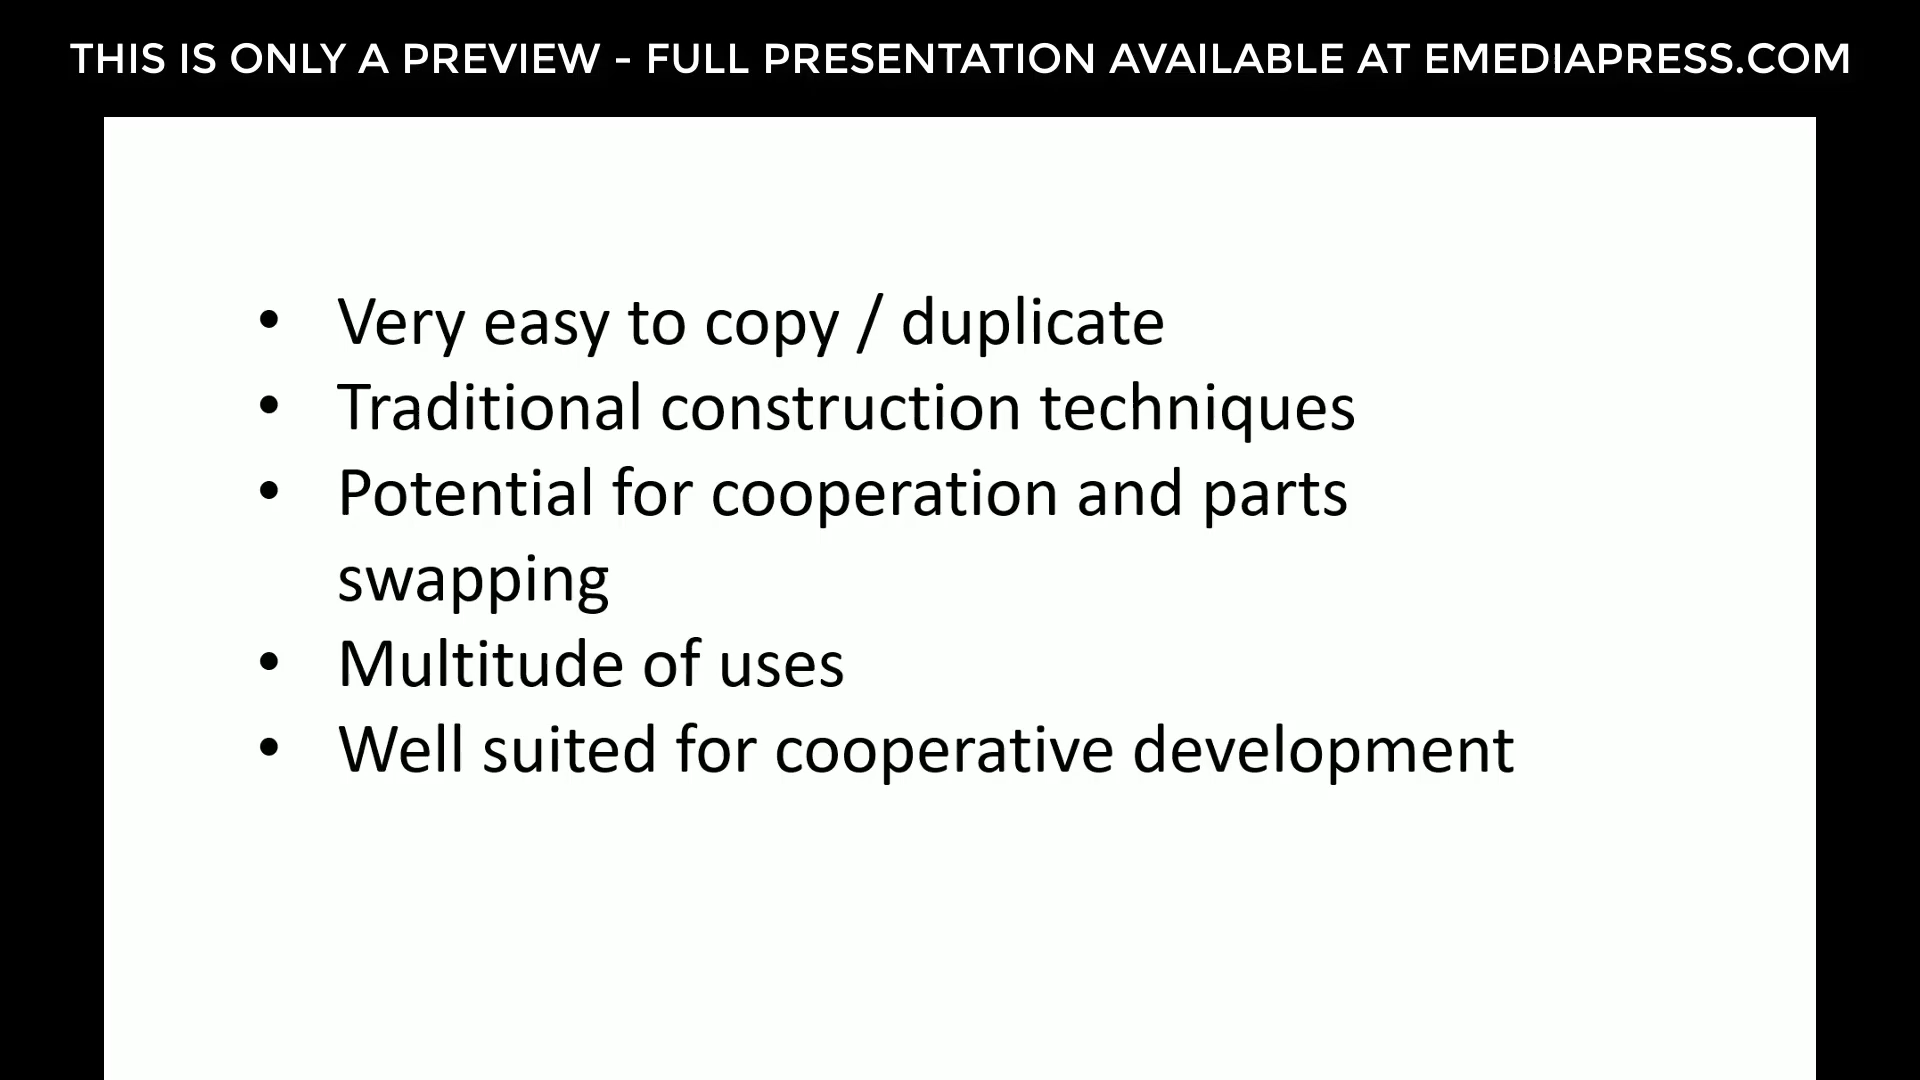 THIS IS ONLY A PREVIEW - FULL PRESENTATION AVAILABLE AT EMEDIAPRESS.COM
• Very easy to copy / duplicate
• Traditional construction techniques
• Potential for cooperation and parts
swapping
• Multitude of uses
• Well suited for cooperative development